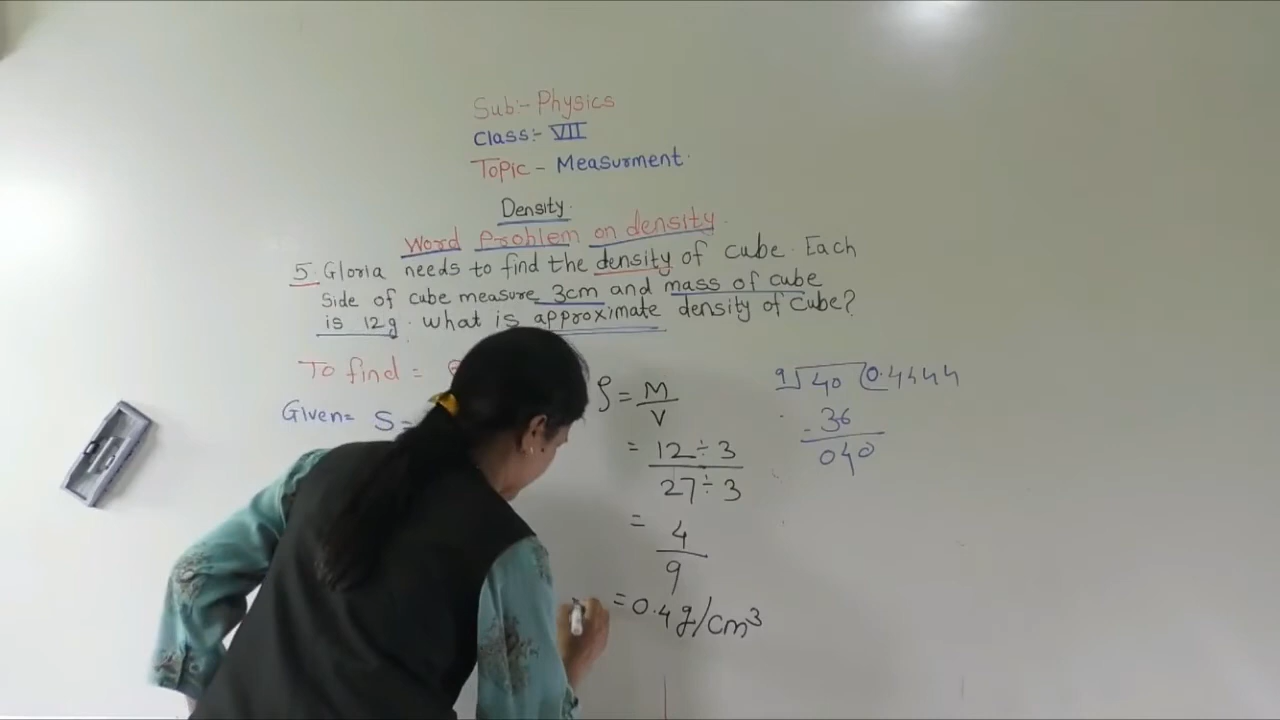 Sub:- Physics
Class:- VII
Topic - Measurment.
Density.
Word Problem on density.
5. Gloria needs to find the density of cube. Each
Side of cube measure 3cm and mass of cube
is 12g. what is approximate density of Cube?
To find =
Given= S=
ρ = M
V
= 12 ÷ 3
27 ÷ 3
= 4
9
= 0.4 g/cm³
9 40 0.4444
- 36
040